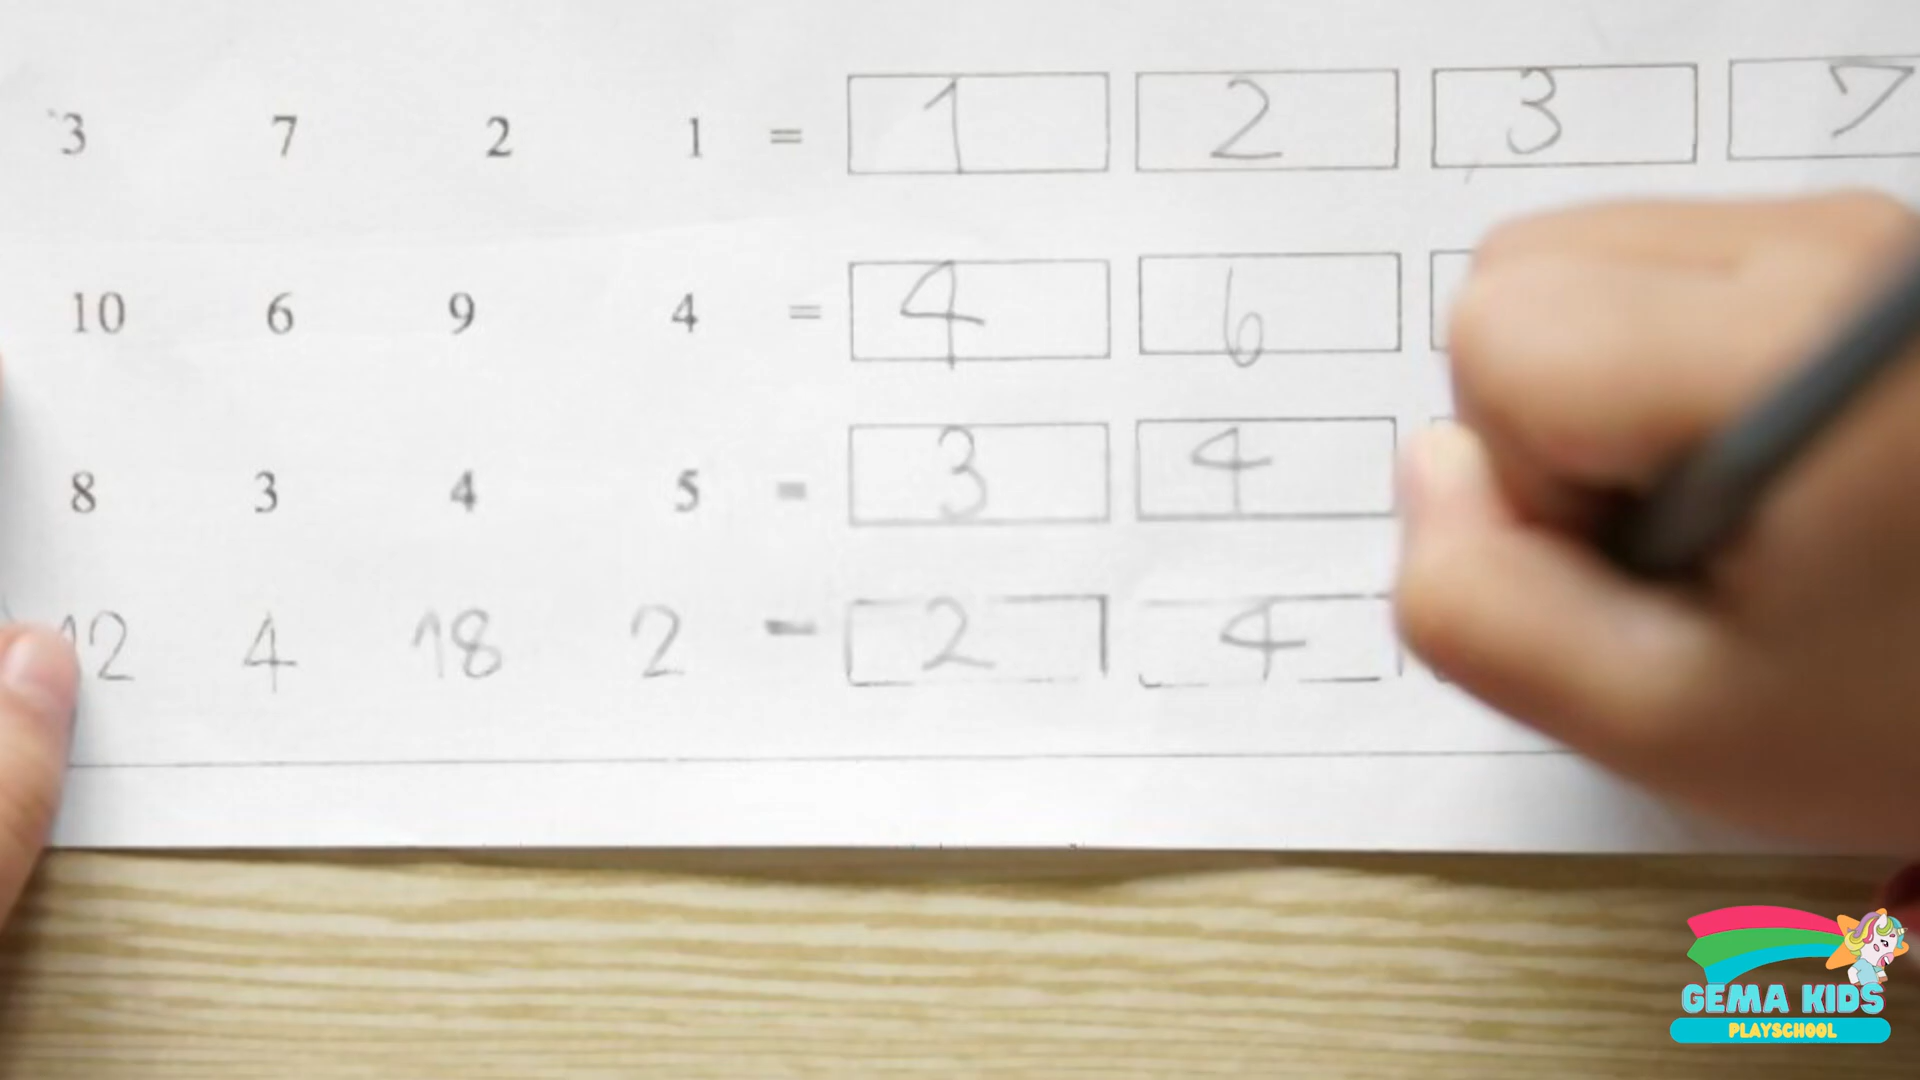 3 7 2 1 = 1 2 3 7
10 6 9 4 = 4 6
8 3 4 5 = 3 4
12 4 18 2 = 2 4
GEMA KIDS
PLAYSCHOOL